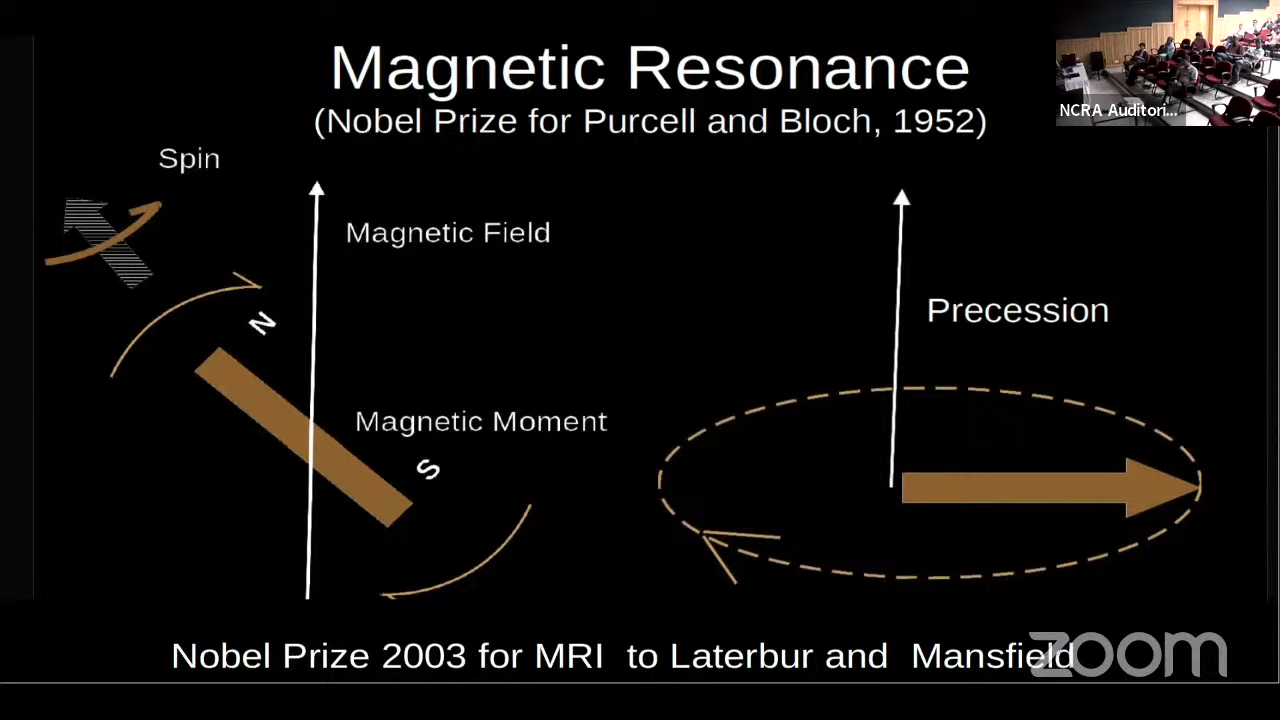 Magnetic Resonance
(Nobel Prize for Purcell and Bloch, 1952)
NCRA Auditori...
Spin
Magnetic Field
N
Precession
Magnetic Moment
S
Nobel Prize 2003 for MRI to Laterbur and Mansfield
zoom